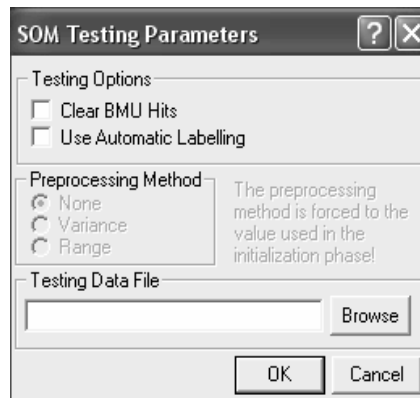 SOM Testing Parameters
Testing Options
Clear BMU Hits
Use Automatic Labelling
Preprocessing Method
None
Variance
Range
The preprocessing
method is forced to the
value used in the
initialization phase!
Testing Data File
Browse
OK
Cancel